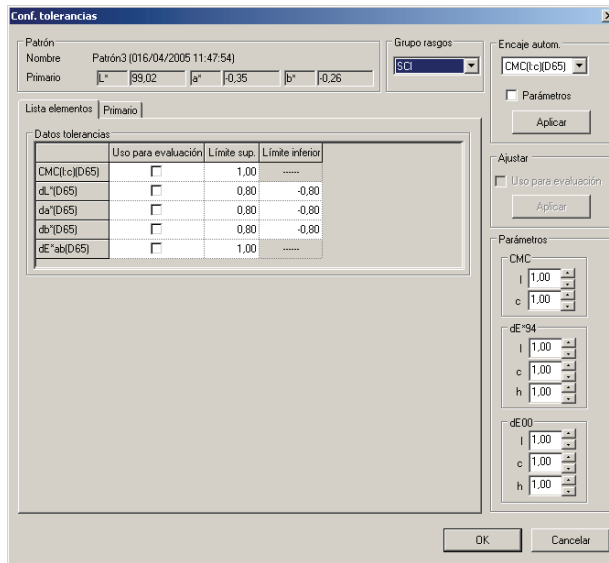 Conf. tolerancias
Patrón
Nombre Patrón3 (016/04/2005 11:47:54)
Primario L* 99,02 a* -0,35 b* -0,26
Grupo rasgos
SCI
Encaje autom.
CMC(l:c)(D65)
Parámetros
Aplicar
Lista elementos Primario
Datos tolerancias
Uso para evaluación Límite sup. Límite inferior
CMC(l:c)(D65) 1,00 ------
dL*(D65) 0,80 -0,80
da*(D65) 0,80 -0,80
db*(D65) 0,80 -0,80
dE*ab(D65) 1,00 ------
Ajustar
Uso para evaluación
Aplicar
Parámetros
CMC
l 1,00
c 1,00
dE*94
l 1,00
c 1,00
h 1,00
dE00
l 1,00
c 1,00
h 1,00
OK Cancelar